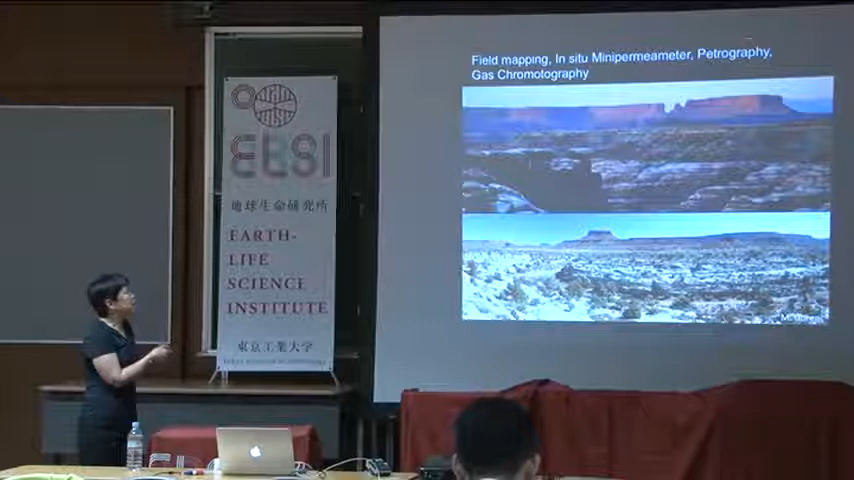 Field mapping, In situ Minipermeameter, Petrography,
Gas Chromotography
ELSI
地球生命研究所
EARTH-
LIFE
SCIENCE
INSTITUTE
東京工業大学